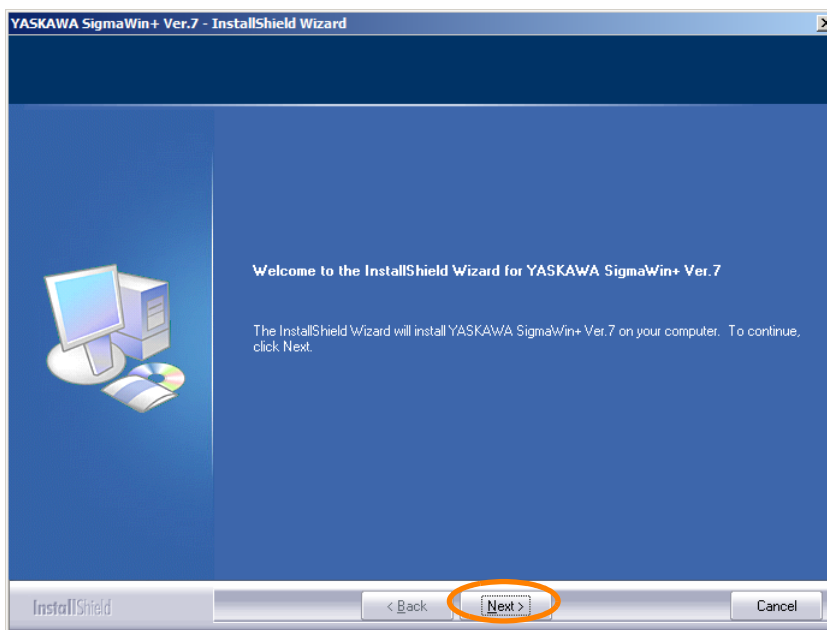 YASKAWA SigmaWin+ Ver.7 - InstallShield Wizard
Welcome to the InstallShield Wizard for YASKAWA SigmaWin+ Ver.7
The InstallShield Wizard will install YASKAWA SigmaWin+ Ver.7 on your computer. To continue,
click Next.
InstallShield
< Back
Next >
Cancel